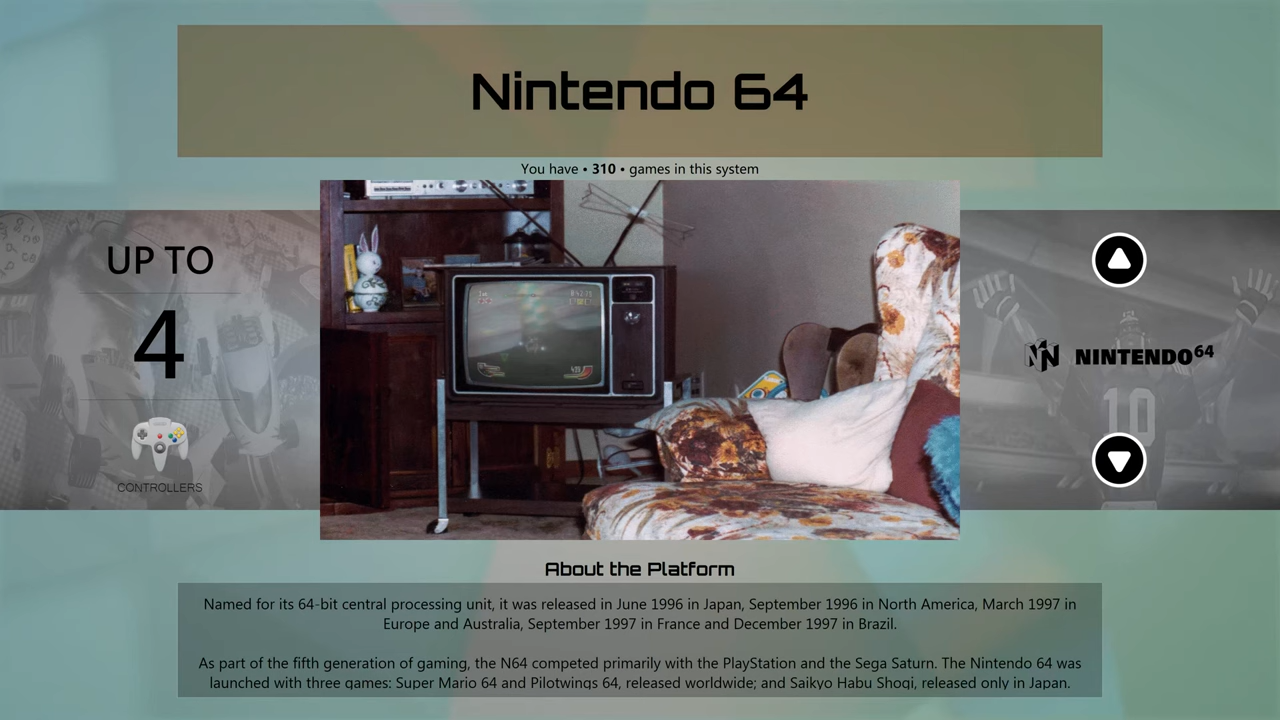 Nintendo 64
You have • 310 • games in this system
UP TO
4
CONTROLLERS
NINTENDO64
10
About the Platform
Named for its 64-bit central processing unit, it was released in June 1996 in Japan, September 1996 in North America, March 1997 in
Europe and Australia, September 1997 in France and December 1997 in Brazil.
As part of the fifth generation of gaming, the N64 competed primarily with the PlayStation and the Sega Saturn. The Nintendo 64 was
launched with three games: Super Mario 64 and Pilotwings 64, released worldwide; and Saikyo Habu Shogi, released only in Japan.